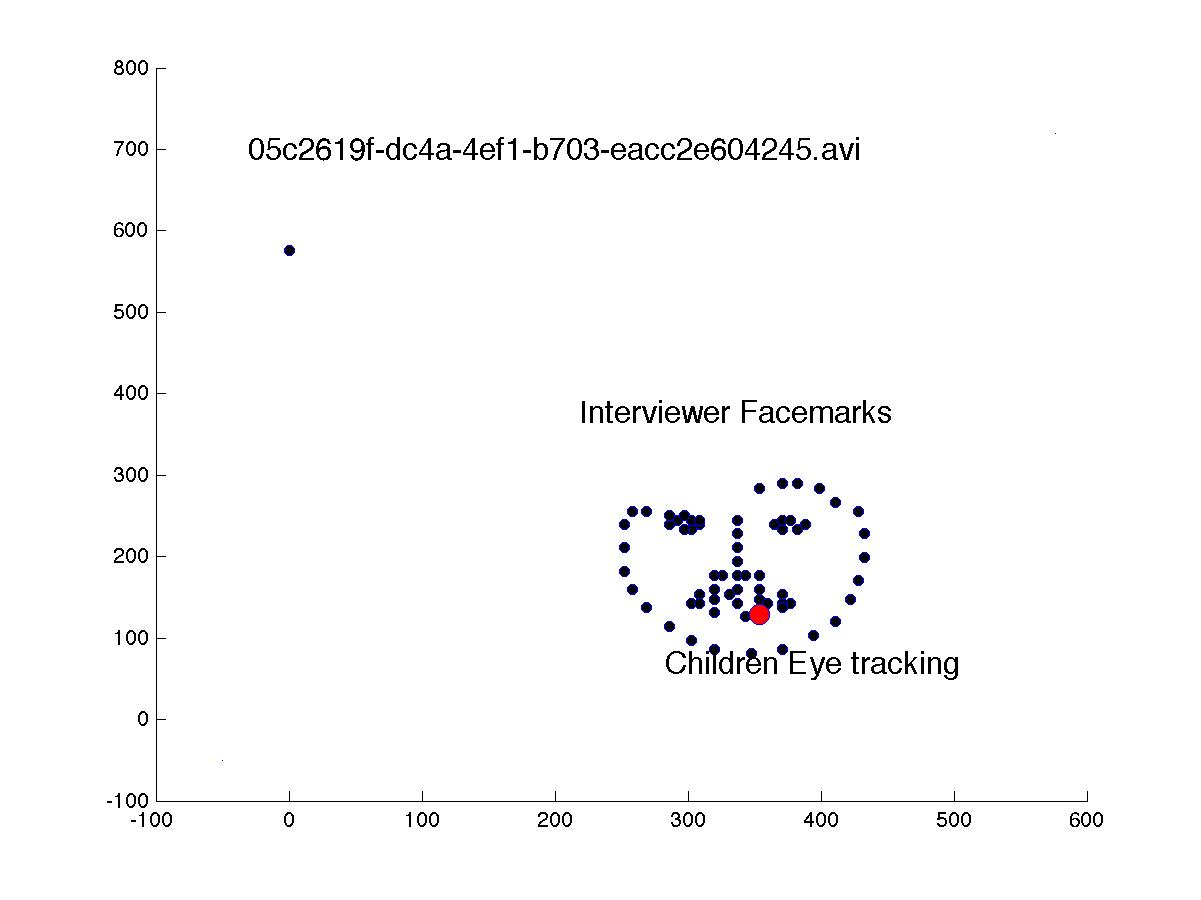 800
700
05c2619f-dc4a-4ef1-b703-eacc2e604245.avi
600
500
400
Interviewer Facemarks
300
200
100
Children Eye tracking
0
-100
-100 0 100 200 300 400 500 600